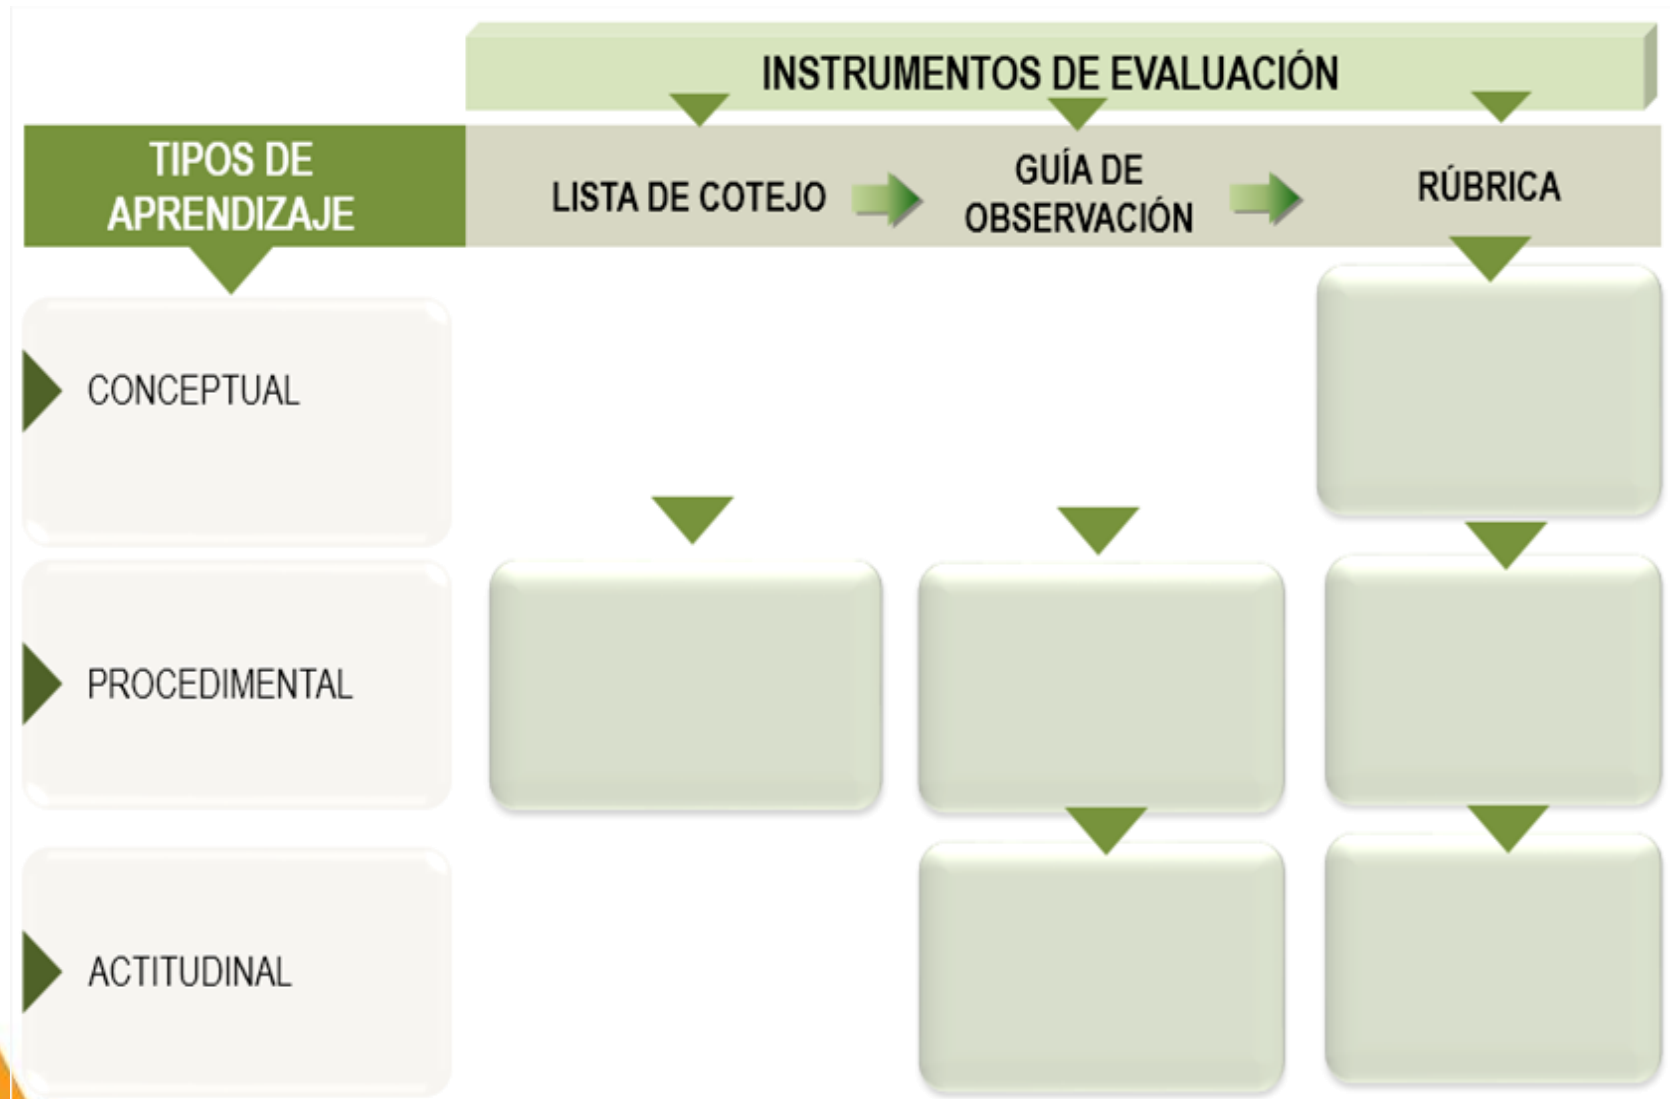 INSTRUMENTOS DE EVALUACIÓN
TIPOS DE
APRENDIZAJE
LISTA DE COTEJO
GUÍA DE
OBSERVACIÓN
RÚBRICA
CONCEPTUAL
PROCEDIMENTAL
ACTITUDINAL